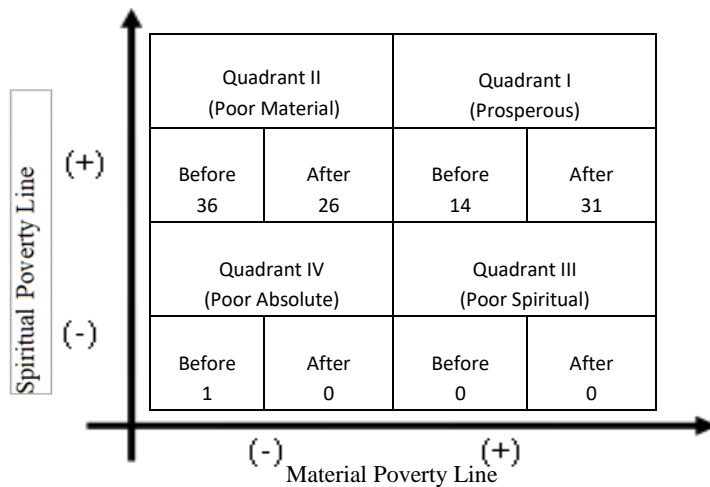 Quadrant II
(Poor Material)
Quadrant I
(Prosperous)
Before
36
After
26
Before
14
After
31
Quadrant IV
(Poor Absolute)
Quadrant III
(Poor Spiritual)
Before
1
After
0
Before
0
After
0
Spiritual Poverty Line
(+)
(-)
(-)
(+)
Material Poverty Line